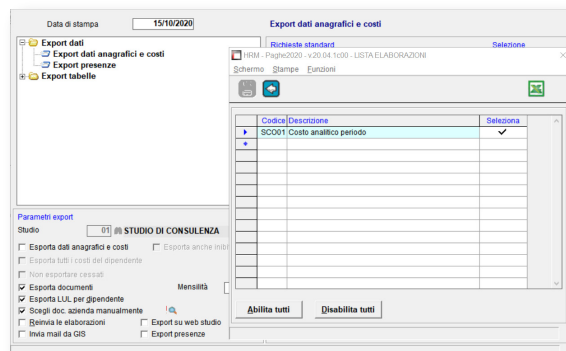 Data di stampa 15/10/2020 Export dati anagrafici e costi
Export dati
Export dati anagrafici e costi
Export presenze
Export tabelle
Richieste standard Selezione
HRM - Paghe2020 - v.20.04.1c00 - LISTA ELABORAZIONI
Schermo Stampe Funzioni
Codice Descrizione Seleziona
SCO01 Costo analitico periodo
Abilita tutti Disabilita tutti
Parametri export
Studio 01 STUDIO DI CONSULENZA
Esporta dati anagrafici e costi Esporta anche inibi
Esporta tutti i costi del dipendente
Non esportare cessati
Esporta documenti Mensilità
Esporta LUL per dipendente
Scegli doc. azienda manualmente
Reinvia le elaborazioni Export su web studio
Invia mail da GIS Export presenze